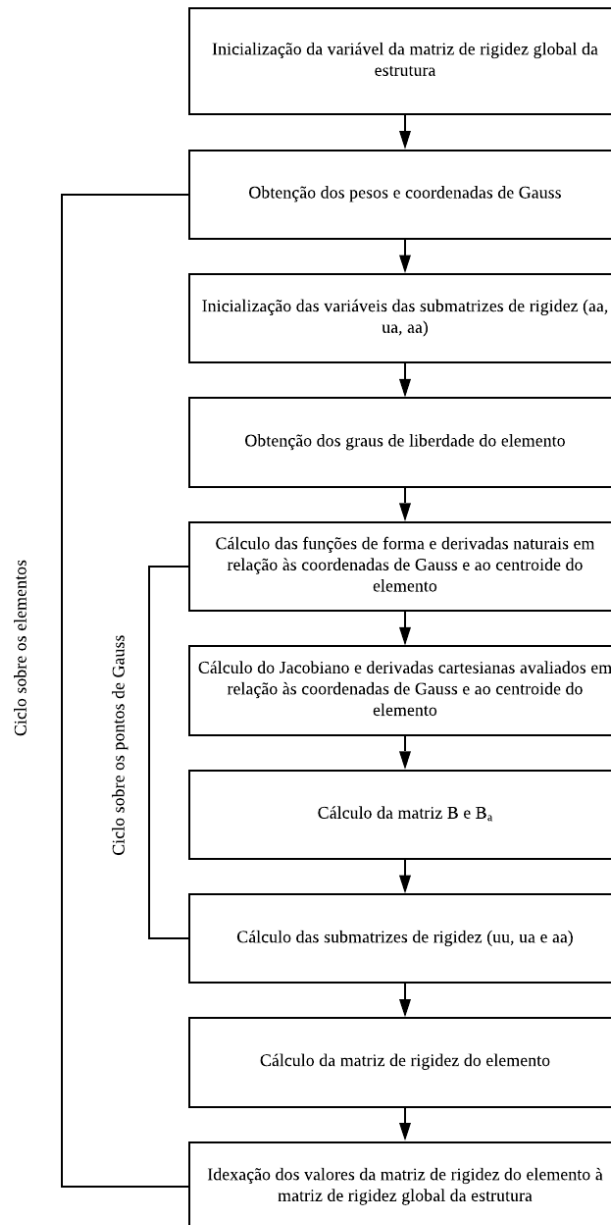 Inicialização da variável da matriz de rigidez global da
estrutura
Obtenção dos pesos e coordenadas de Gauss
Inicialização das variáveis das submatrizes de rigidez (aa,
ua, aa)
Obtenção dos graus de liberdade do elemento
Cálculo das funções de forma e derivadas naturais em
relação às coordenadas de Gauss e ao centroide do
elemento
Cálculo do Jacobiano e derivadas cartesianas avaliados em
relação às coordenadas de Gauss e ao centroide do
elemento
Cálculo da matriz B e Bₐ
Cálculo das submatrizes de rigidez (uu, ua e aa)
Cálculo da matriz de rigidez do elemento
Idexação dos valores da matriz de rigidez do elemento à
matriz de rigidez global da estrutura
Ciclo sobre os elementos
Ciclo sobre os pontos de Gauss